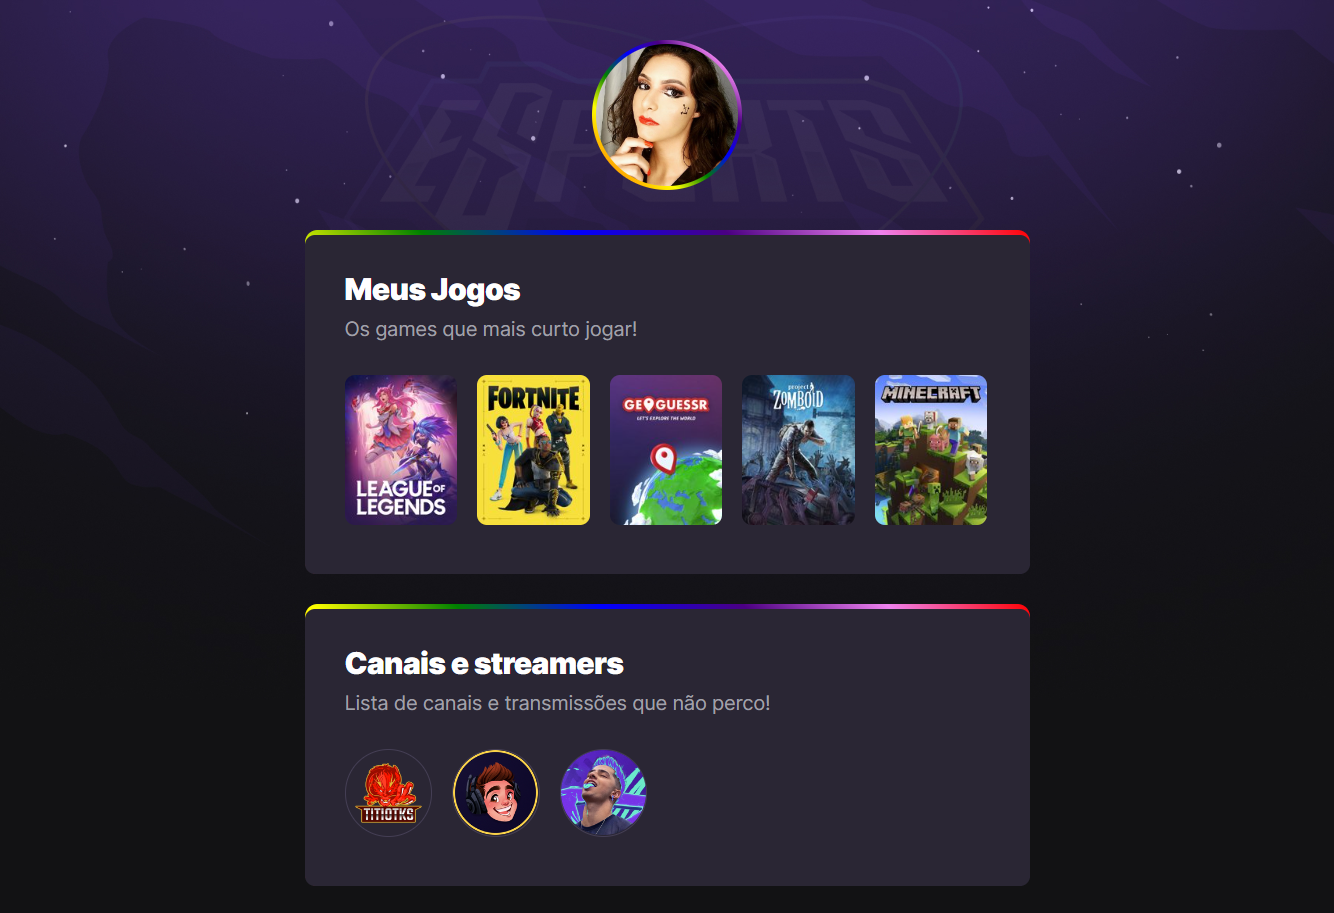 ESPORTS
Meus Jogos
Os games que mais curto jogar!
LEAGUE OF
LEGENDS
FORTNITE
GEOGUESSR
LET'S EXPLORE THE WORLD
project
ZOMBOID
MINECRAFT
Canais e streamers
Lista de canais e transmissões que não perco!
TITIOTKS